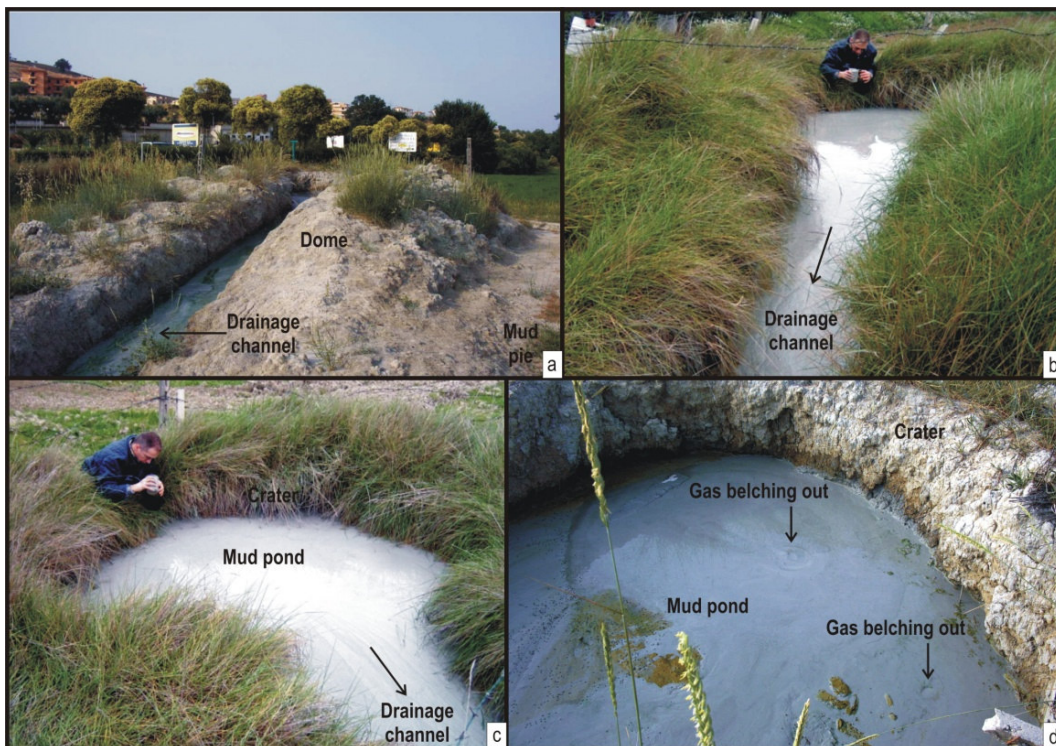 Dome
Drainage
channel
Mud
pie
a
Drainage
channel
b
Crater
Mud pond
Drainage
channel
c
Crater
Gas belching out
Mud pond
Gas belching out
d